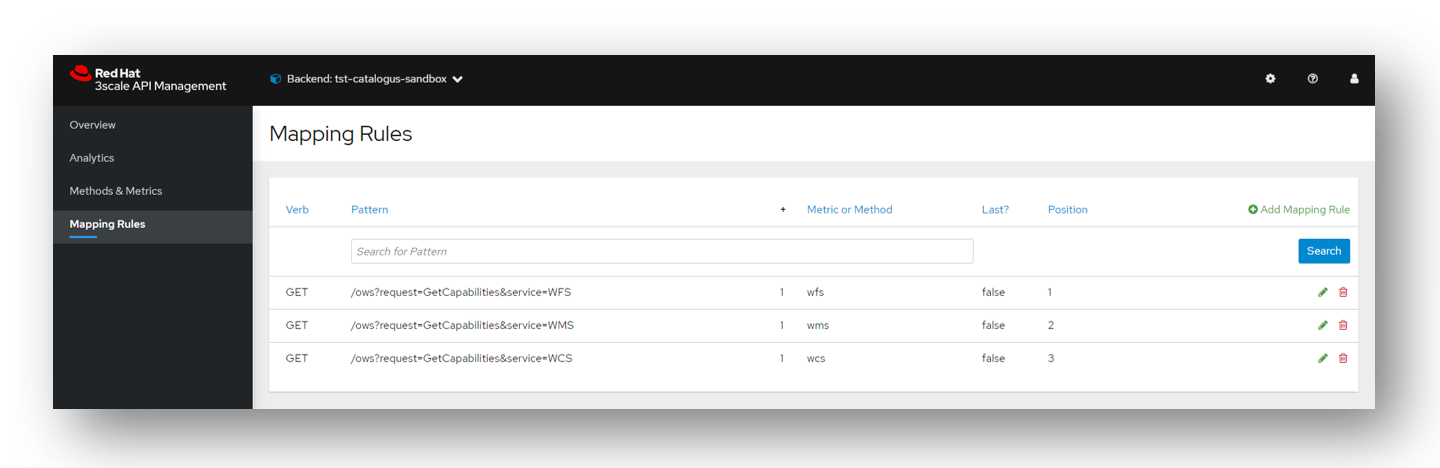 Red Hat
3scale API Management
Backend: tst-catalogus-sandbox
Overview
Analytics
Methods & Metrics
Mapping Rules
Mapping Rules
Verb Pattern + Metric or Method Last? Position Add Mapping Rule
Search for Pattern Search
GET /ows?request=GetCapabilities&service=WFS 1 wfs false 1
GET /ows?request=GetCapabilities&service=WMS 1 wms false 2
GET /ows?request=GetCapabilities&service=WCS 1 wcs false 3